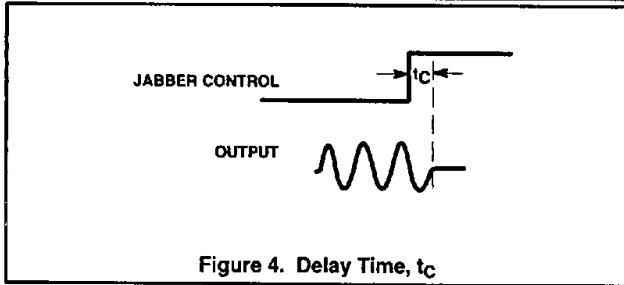 JABBER CONTROL
tC
OUTPUT
Figure 4. Delay Time, tC